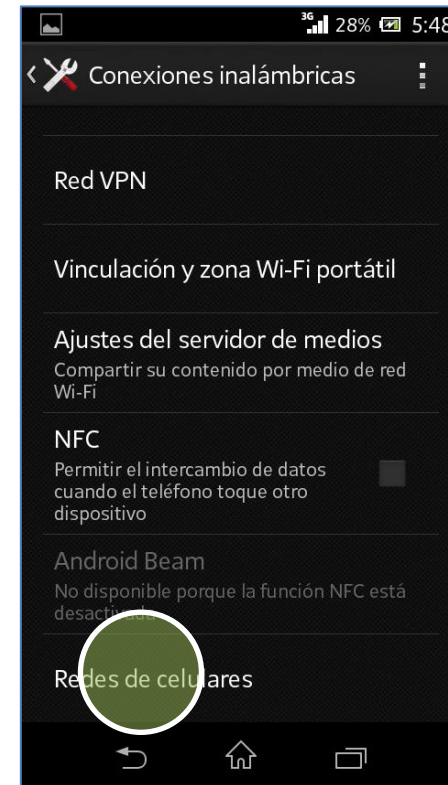 3G 28% 5:48
Conexiones inalámbricas
Red VPN
Vinculación y zona Wi-Fi portátil
Ajustes del servidor de medios
Compartir su contenido por medio de red
Wi-Fi
NFC
Permitir el intercambio de datos
cuando el teléfono toque otro
dispositivo
Android Beam
No disponible porque la función NFC está
desactivada
Redes de celulares